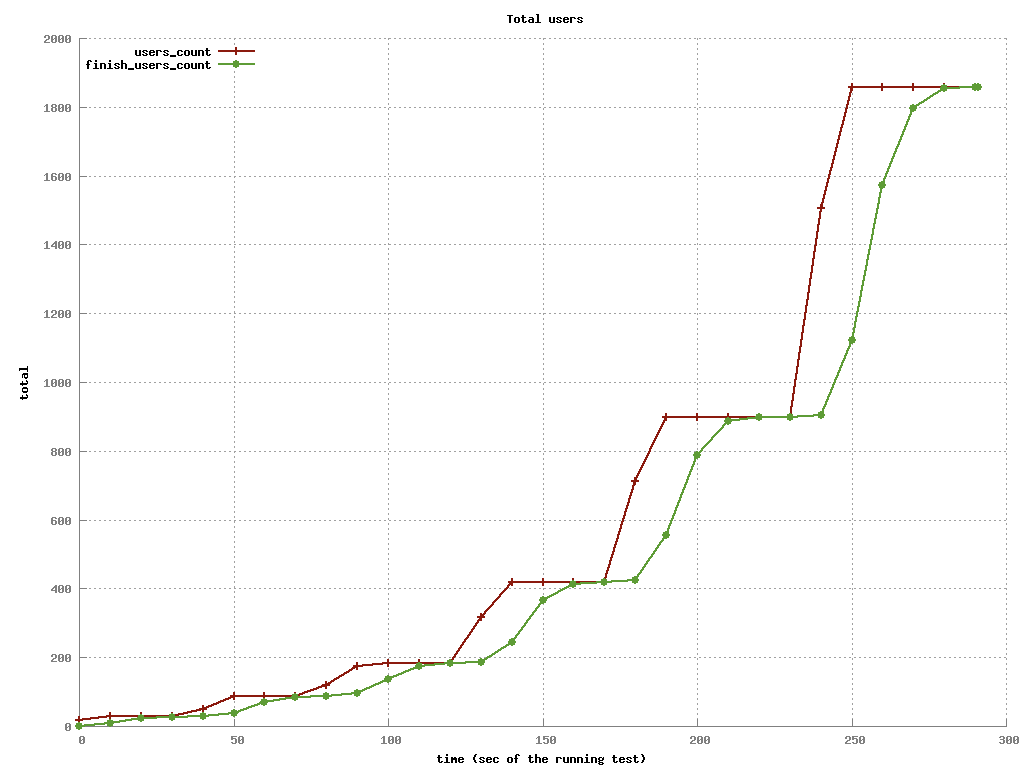 Total users
users_count
finish_users_count
2000
1800
1600
1400
1200
1000
800
600
400
200
0
total
0 50 100 150 200 250 300
time (sec of the running test)